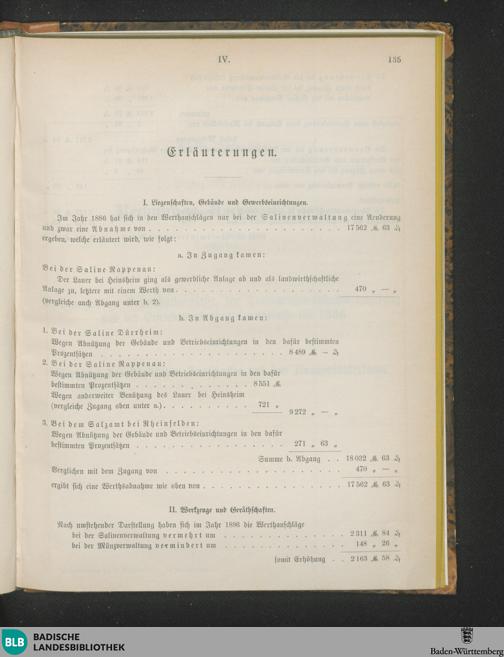 IV.
135
Erläuterungen.
I. Liegenschaften, Gebäude und Gewerbseinrichtungen.
Im Jahr 1886 hat sich in den Werthanschlägen nur bei der Salinenverwaltung eine Aenderung
und zwar eine Abnahme von . . . . . 17 562 ℳ 63 ₰
ergeben, welche erläutert wird, wie folgt:
a. In Zugang kamen:
Bei der Saline Rappenau:
Der Lauer bei Heinsheim ging als gewerbliche Anlage ab und als landwirthschaftliche
Anlage zu, letztere mit einem Werth von . . . . . 470 „ — „
(vergleiche auch Abgang unter b. 2).
b. In Abgang kamen:
1. Bei der Saline Dürrheim:
Wegen Abnützung der Gebäude und Betriebseinrichtungen in den dafür bestimmten
Prozentsätzen . . . . . 8 489 ℳ — ₰
2. Bei der Saline Rappenau:
Wegen Abnützung der Gebäude und Betriebseinrichtungen in den dafür
bestimmten Prozentsätzen . . . . . 8 551 ℳ
Wegen anderweiter Benützung des Lauer bei Heinsheim
(vergleiche Zugang oben unter a.) . . . . . 721 „
9 272 „ — „
3. Bei dem Salzamt bei Rheinfelden:
Wegen Abnützung der Gebäude und Betriebseinrichtungen in den dafür
bestimmten Prozentsätzen . . . . . 271 „ 63 „
Summe b. Abgang . . 18 032 ℳ 63 ₰
Verglichen mit dem Zugang von . . . . . 470 „ — „
ergibt sich eine Werthsabnahme wie oben von . . . . . 17 562 ℳ 63 ₰
II. Werkzeuge und Geräthschaften.
Nach umstehender Darstellung haben sich im Jahr 1886 die Werthanschläge
bei der Salinenverwaltung vermehrt um . . . . . 2 311 ℳ 84 ₰
bei der Münzverwaltung vermindert um . . . . . 148 „ 26 „
somit Erhöhung . . 2 163 ℳ 58 ₰
BLB
BADISCHE
LANDESBIBLIOTHEK
Baden-Württemberg